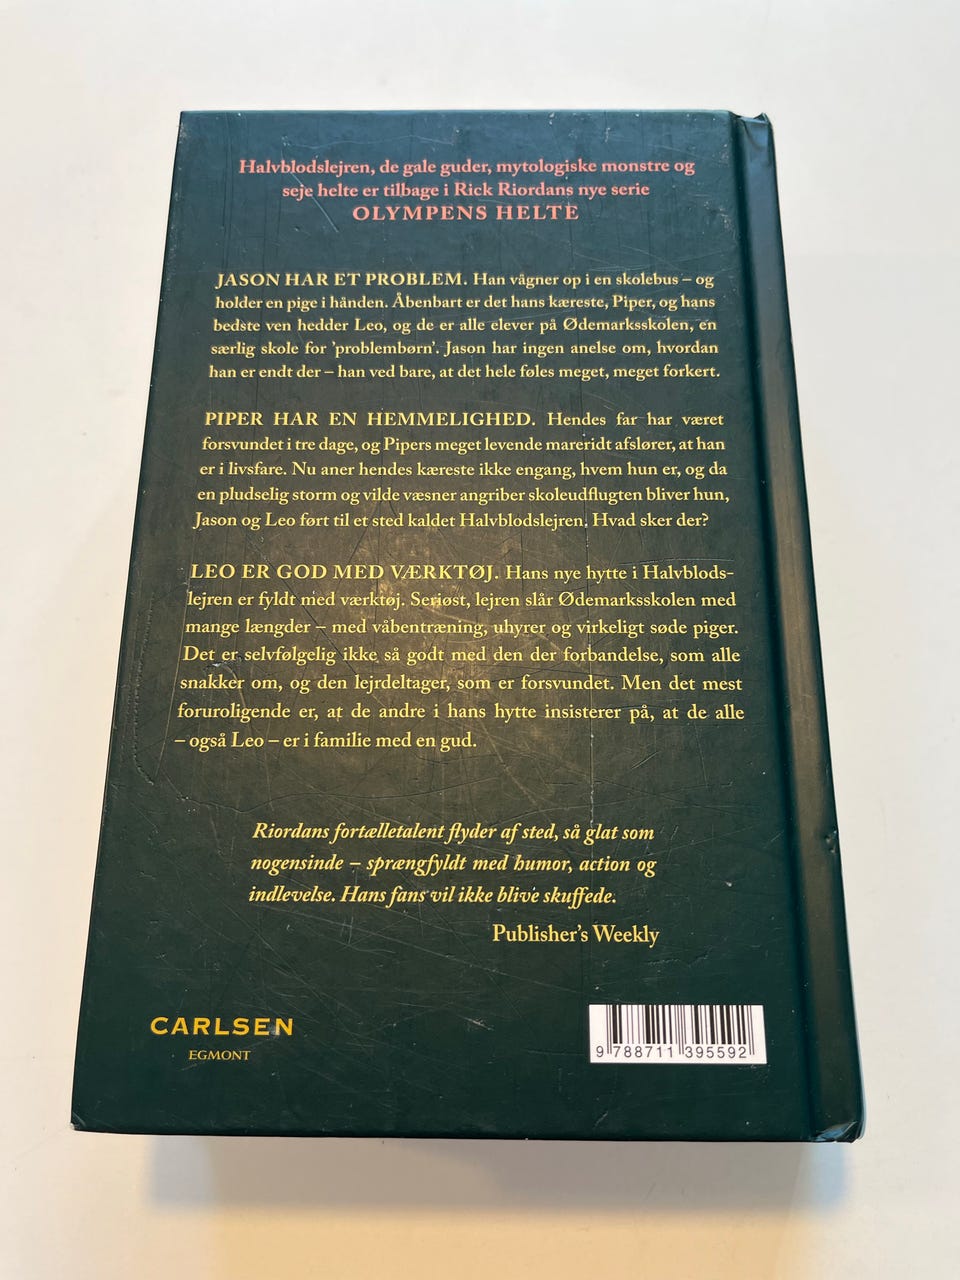 Halvblodslejren, de gale guder, mytologiske monstre og
seje helte er tilbage i Rick Riordans nye serie
OLYMPENS HELTE
JASON HAR ET PROBLEM. Han vågner op i en skolebus – og
holder en pige i hånden. Åbenbart er det hans kæreste, Piper, og hans
bedste ven hedder Leo, og de er alle elever på Ødemarksskolen, en
særlig skole for 'problembørn'. Jason har ingen anelse om, hvordan
han er endt der – han ved bare, at det hele føles meget, meget forkert.
PIPER HAR EN HEMMELIGHED. Hendes far har været
forsvundet i tre dage, og Pipers meget levende mareridt afslører, at han
er i livsfare. Nu aner hendes kæreste ikke engang, hvem hun er, og da
en pludselig storm og vilde væsner angriber skoleudflugten bliver hun,
Jason og Leo ført til et sted kaldet Halvblodslejren. Hvad sker der?
LEO ER GOD MED VÆRKTØJ. Hans nye hytte i Halvblods-
lejren er fyldt med værktøj. Seriøst, lejren slår Ødemarksskolen med
mange længder – med våbentræning, uhyrer og virkeligt søde piger.
Det er selvfølgelig ikke så godt med den der forbandelse, som alle
snakker om, og den lejrdeltager, som er forsvundet. Men det mest
foruroligende er, at de andre i hans hytte insisterer på, at de alle
– også Leo – er i familie med en gud.
Riordans fortælletalent flyder af sted, så glat som
nogensinde – sprængfyldt med humor, action og
indlevelse. Hans fans vil ikke blive skuffede.
Publisher's Weekly
CARLSEN
EGMONT
9 788711 395592